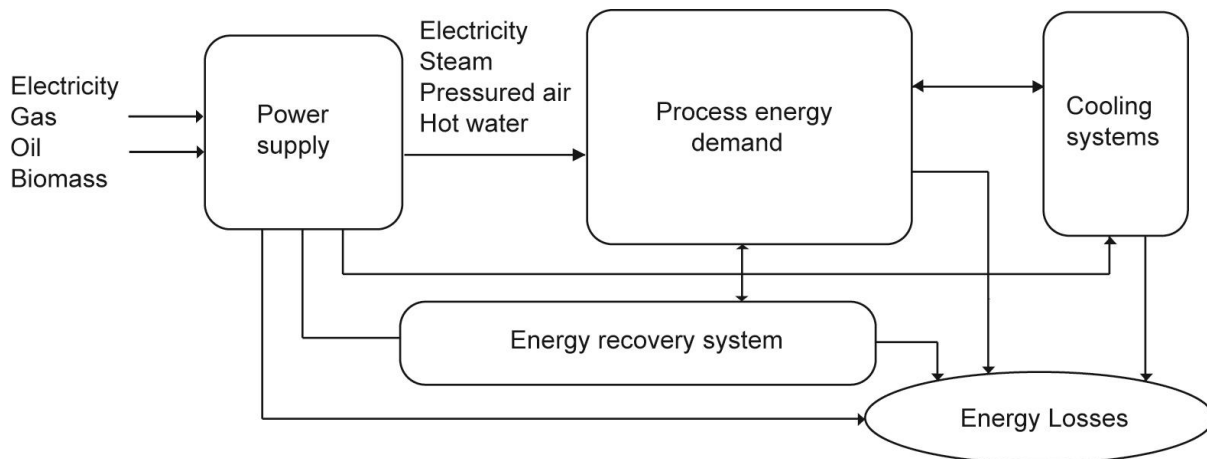 Electricity
Gas
Oil
Biomass
Power
supply
Electricity
Steam
Pressured air
Hot water
Process energy
demand
Cooling
systems
Energy recovery system
Energy Losses